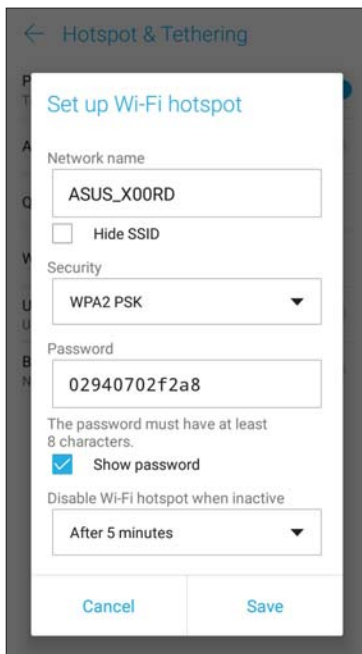 Hotspot & Tethering
Set up Wi-Fi hotspot
Network name
ASUS_X00RD
Hide SSID
Security
WPA2 PSK
Password
02940702f2a8
The password must have at least
8 characters.
Show password
Disable Wi-Fi hotspot when inactive
After 5 minutes
Cancel
Save